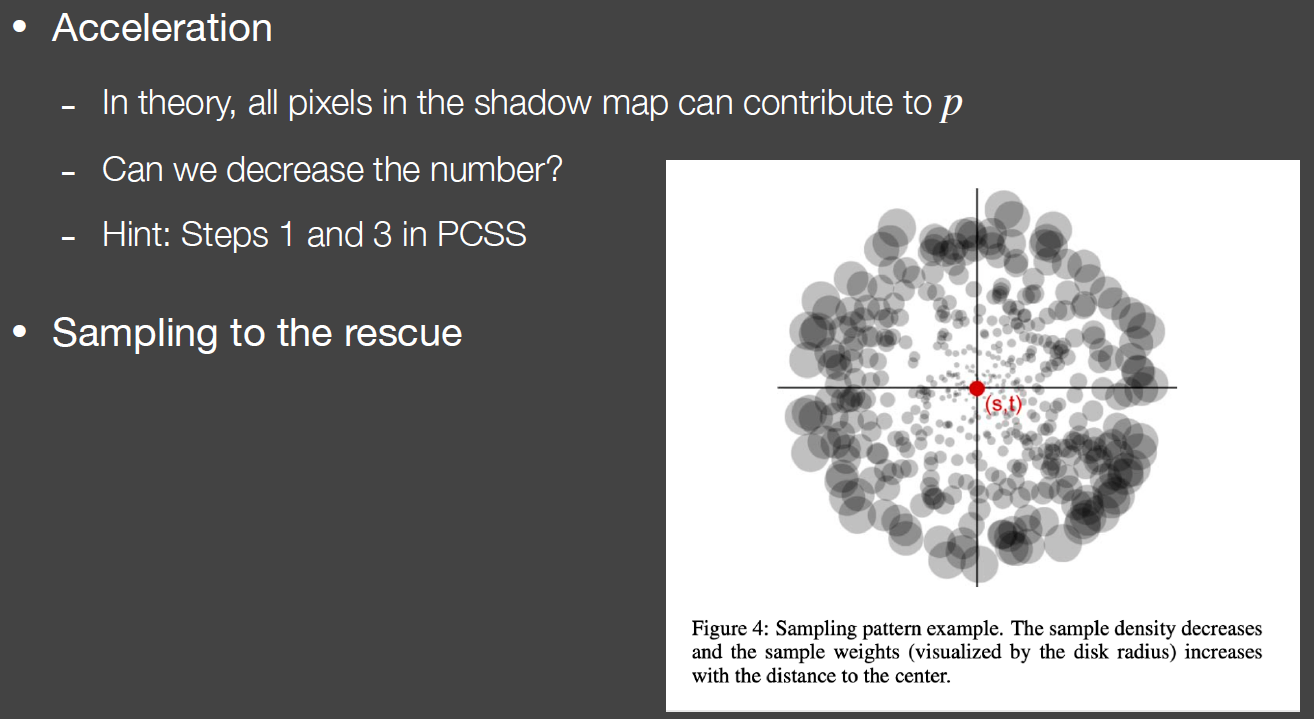 • Acceleration
- In theory, all pixels in the shadow map can contribute to p
- Can we decrease the number?
- Hint: Steps 1 and 3 in PCSS
• Sampling to the rescue
(s,t)
Figure 4: Sampling pattern example. The sample density decreases
and the sample weights (visualized by the disk radius) increases
with the distance to the center.